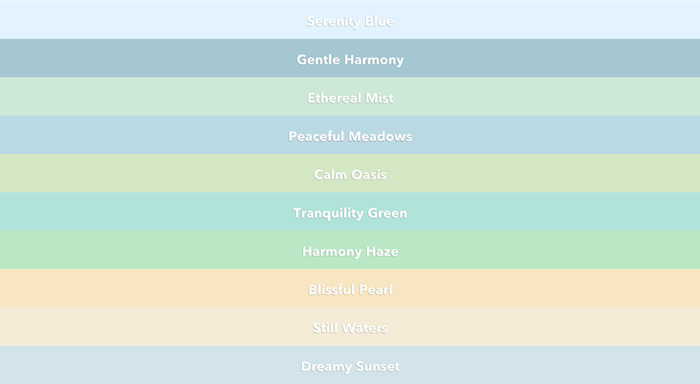 Serenity Blue
Gentle Harmony
Ethereal Mist
Peaceful Meadows
Calm Oasis
Tranquility Green
Harmony Haze
Blissful Pearl
Still Waters
Dreamy Sunset